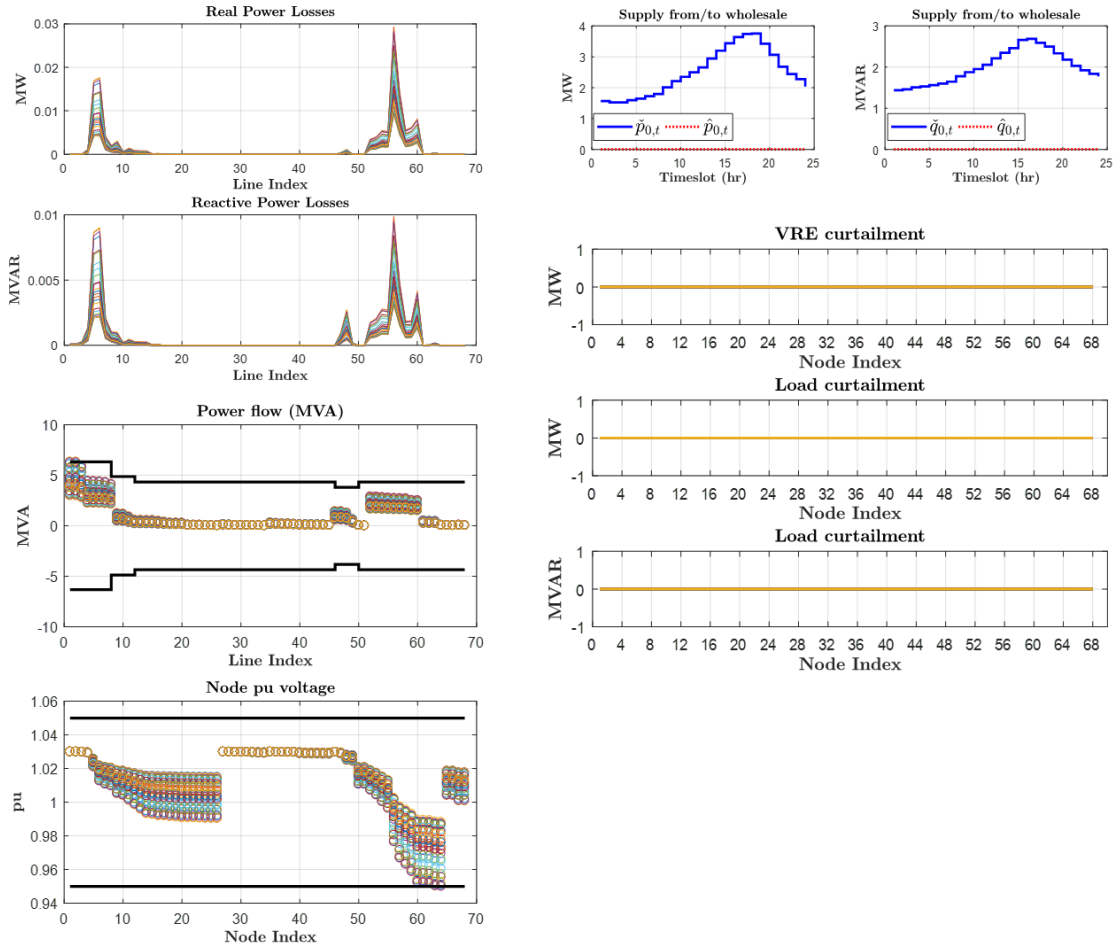 Real Power Losses
MW
0.03
0.02
0.01
0
0 10 20 30 40 50 60 70
Line Index
Reactive Power Losses
MVAR
0.01
0.005
0
0 10 20 30 40 50 60 70
Line Index
Power flow (MVA)
MVA
10
5
0
-5
-10
0 10 20 30 40 50 60 70
Line Index
Node pu voltage
pu
1.06
1.04
1.02
1
0.98
0.96
0.94
0 10 20 30 40 50 60 70
Node Index
Supply from/to wholesale
MW
4
3
2
1
0
p̌0,t p̂0,t
0 5 10 15 20 25
Timeslot (hr)
Supply from/to wholesale
MVAR
3
2
1
0
q̌0,t q̂0,t
0 5 10 15 20 25
Timeslot (hr)
VRE curtailment
MW
1
0
-1
0 4 8 12 16 20 24 28 32 36 40 44 48 52 56 60 64 68
Node Index
Load curtailment
MW
1
0
-1
0 4 8 12 16 20 24 28 32 36 40 44 48 52 56 60 64 68
Load curtailment
MVAR
1
0
-1
0 4 8 12 16 20 24 28 32 36 40 44 48 52 56 60 64 68
Node Index